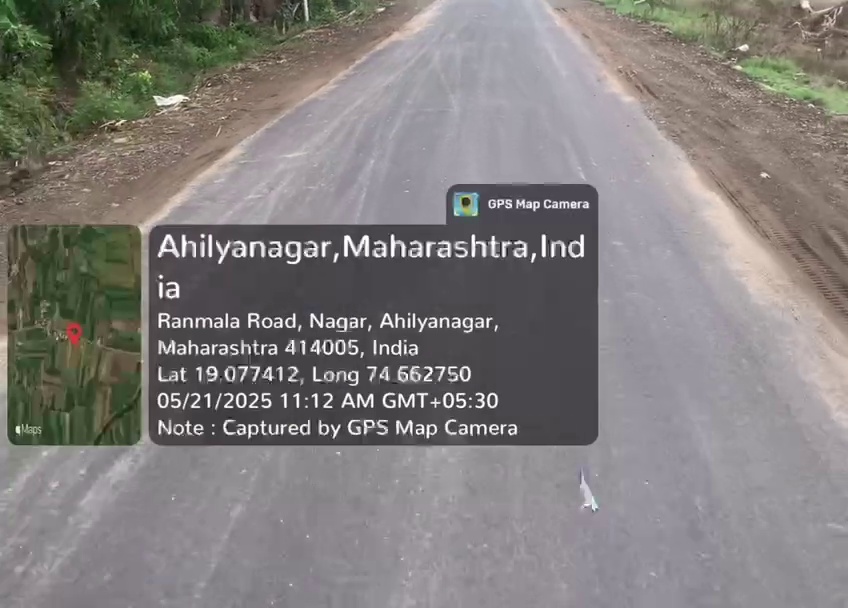 GPS Map Camera
Ahilyanagar,Maharashtra,Ind
ia
Ranmala Road, Nagar, Ahilyanagar,
Maharashtra 414005, India
Lat 19.077412, Long 74.662750
05/21/2025 11:12 AM GMT+05:30
Note : Captured by GPS Map Camera
Maps